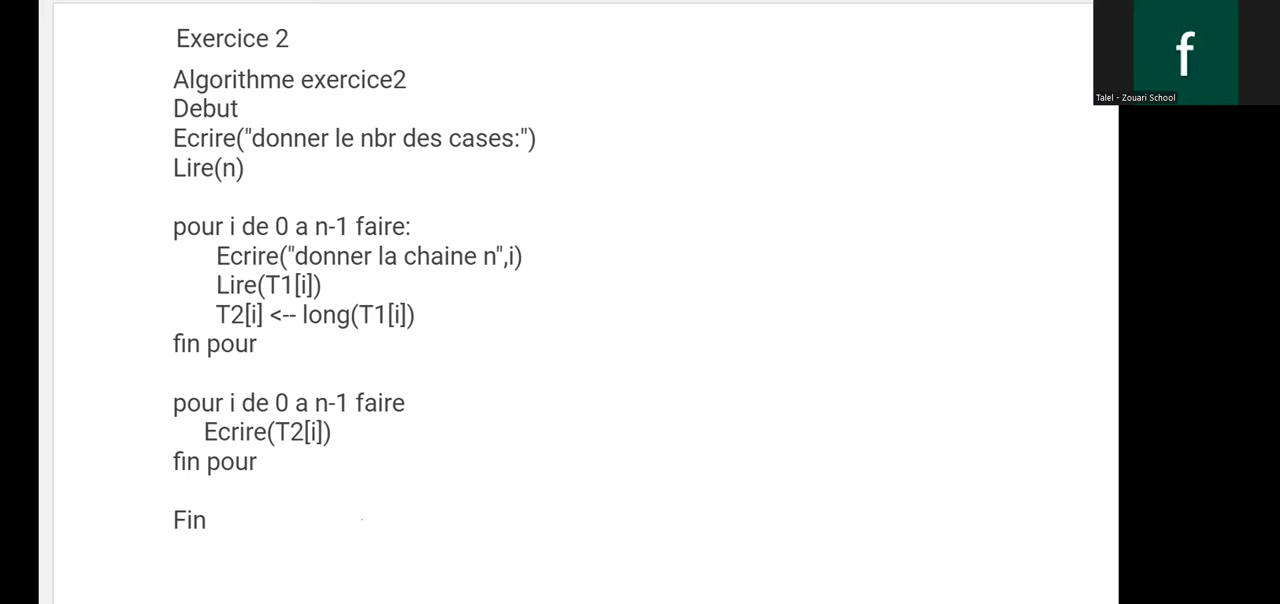 Exercice 2
Algorithme exercice2
Debut
Ecrire("donner le nbr des cases:")
Lire(n)
pour i de 0 a n-1 faire:
Ecrire("donner la chaine n",i)
Lire(T1[i])
T2[i] <-- long(T1[i])
fin pour
pour i de 0 a n-1 faire
Ecrire(T2[i])
fin pour
Fin
f
Talel - Zouari School